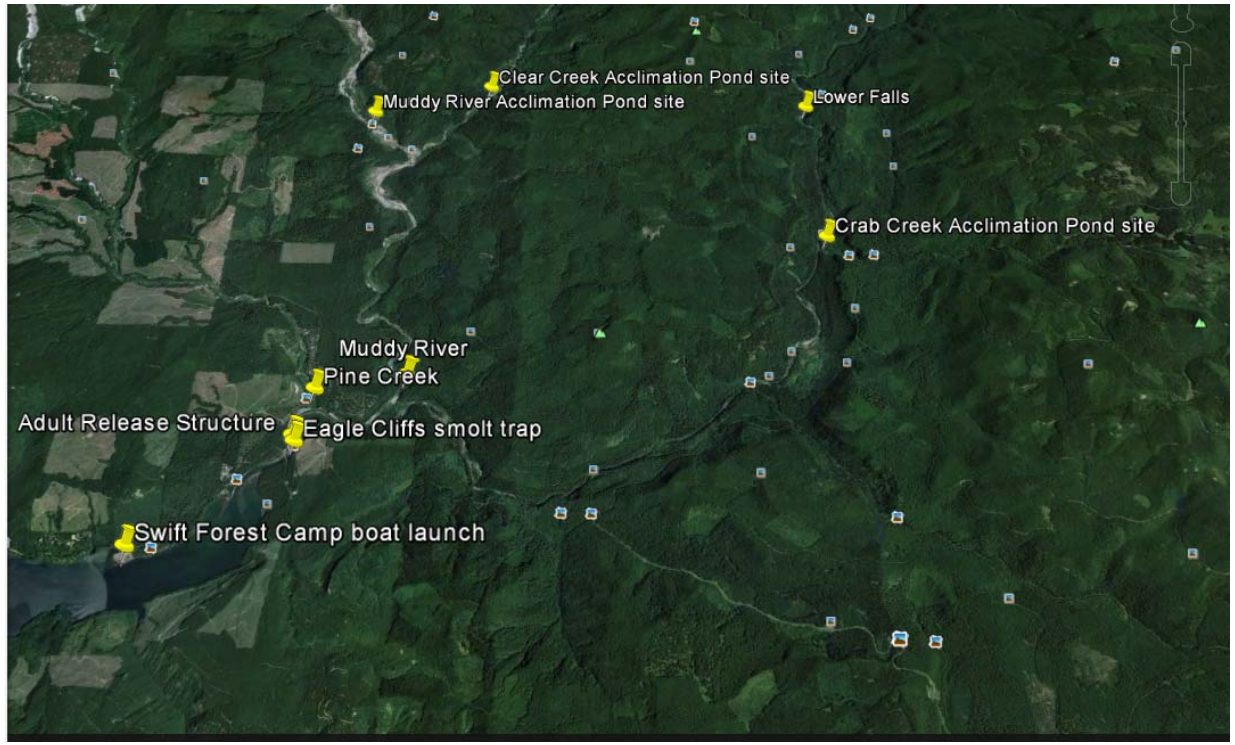 Clear Creek Acclimation Pond site
Muddy River Acclimation Pond site
Lower Falls
Crab Creek Acclimation Pond site
Muddy River
Pine Creek
Adult Release Structure
Eagle Cliffs smolt trap
Swift Forest Camp boat launch